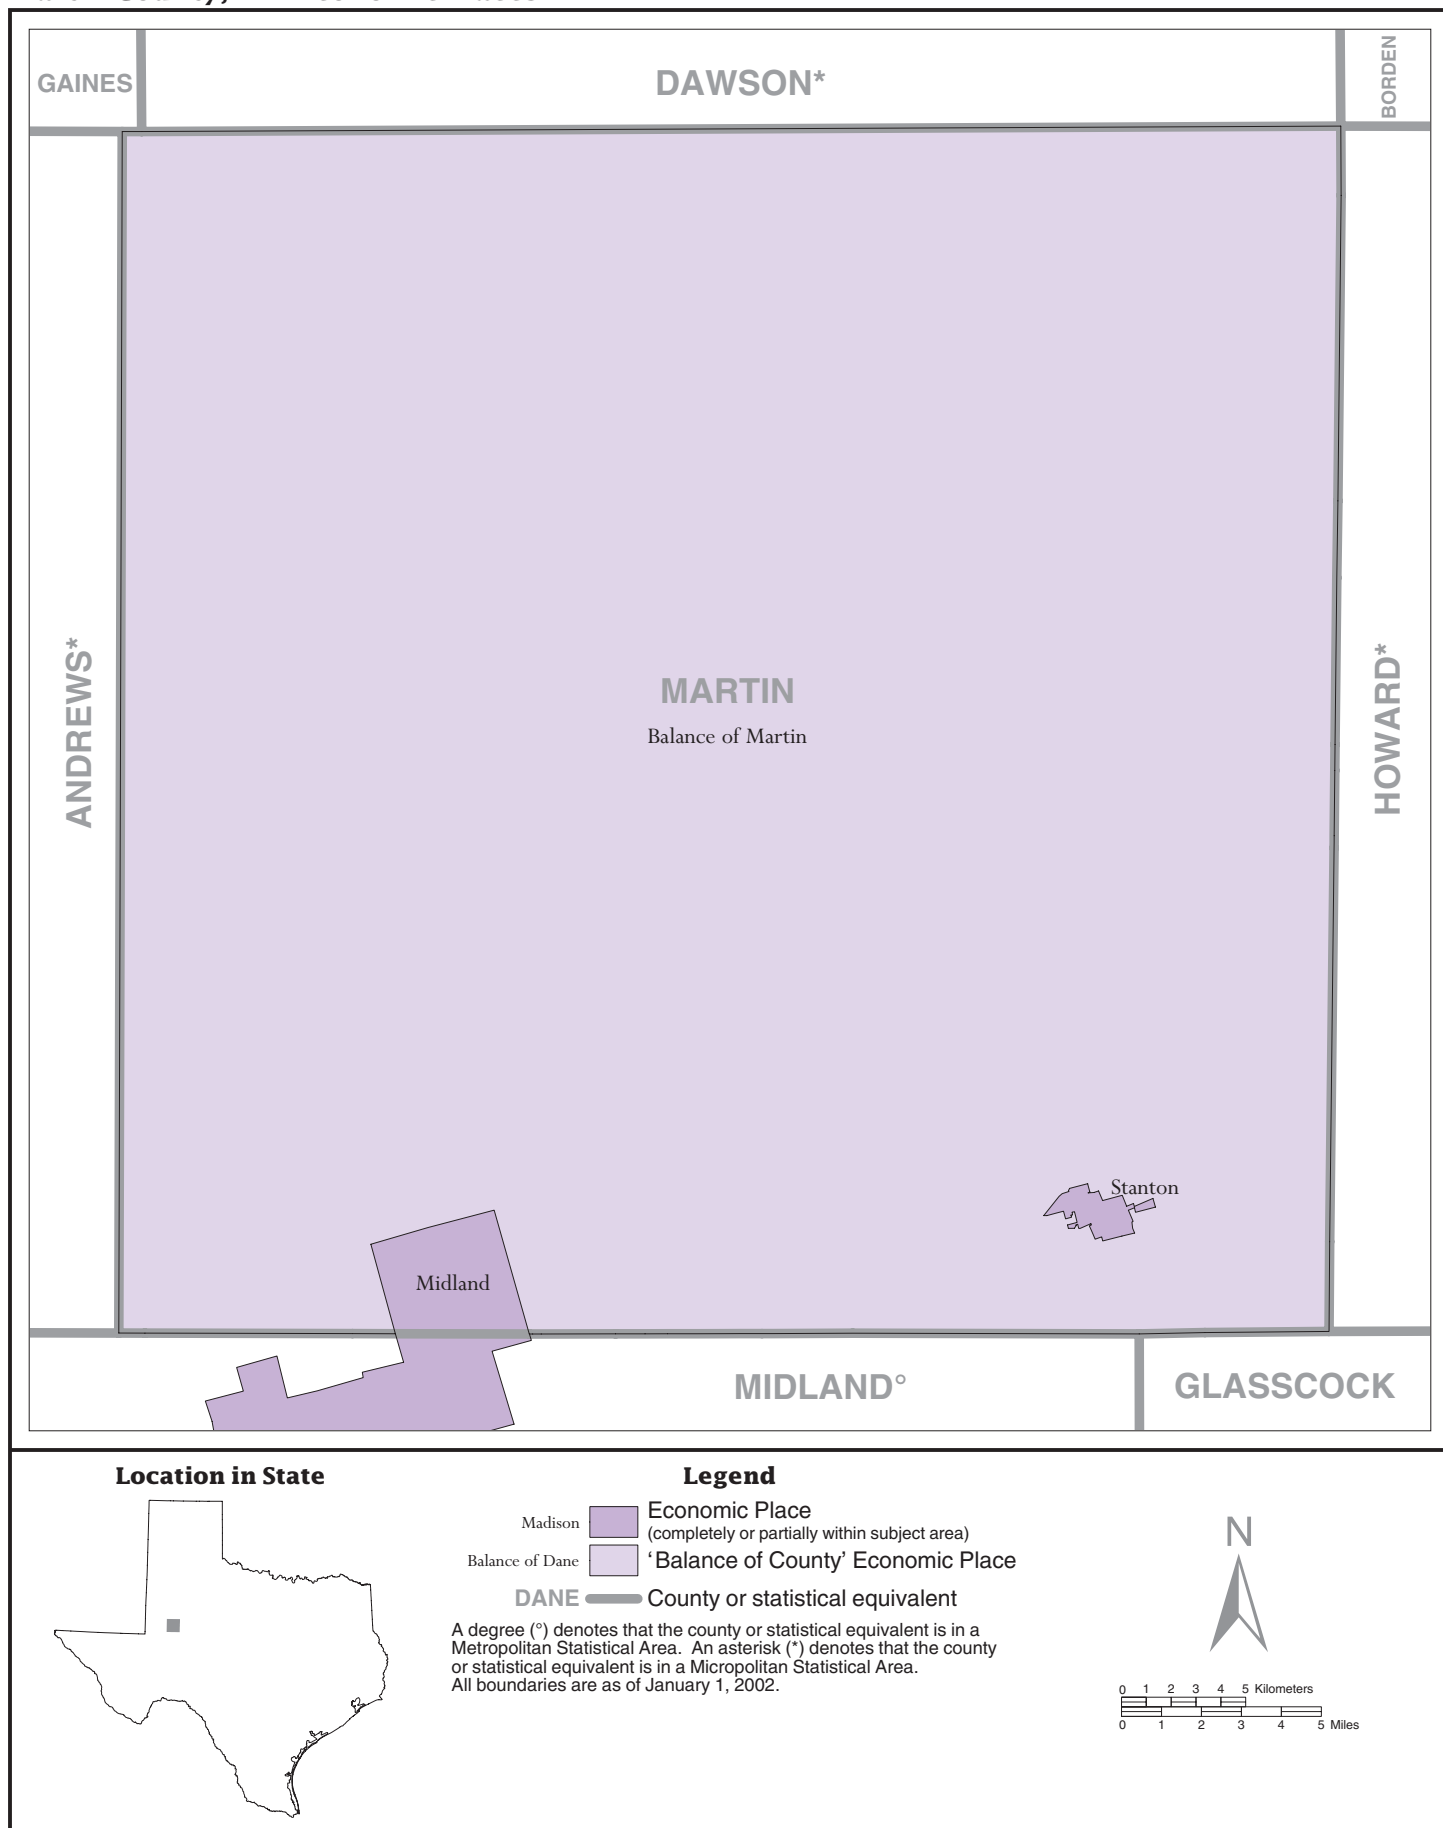 GAINES
DAWSON*
BORDEN
ANDREWS*
MARTIN
Balance of Martin
HOWARD*
Stanton
Midland
MIDLAND°
GLASSCOCK
Location in State
Legend
Madison
Economic Place
(completely or partially within subject area)
Balance of Dane
‘Balance of County’ Economic Place
DANE
County or statistical equivalent
A degree (°) denotes that the county or statistical equivalent is in a
Metropolitan Statistical Area. An asterisk (*) denotes that the county
or statistical equivalent is in a Micropolitan Statistical Area.
All boundaries are as of January 1, 2002.
N
0 1 2 3 4 5 Kilometers
0 1 2 3 4 5 Miles